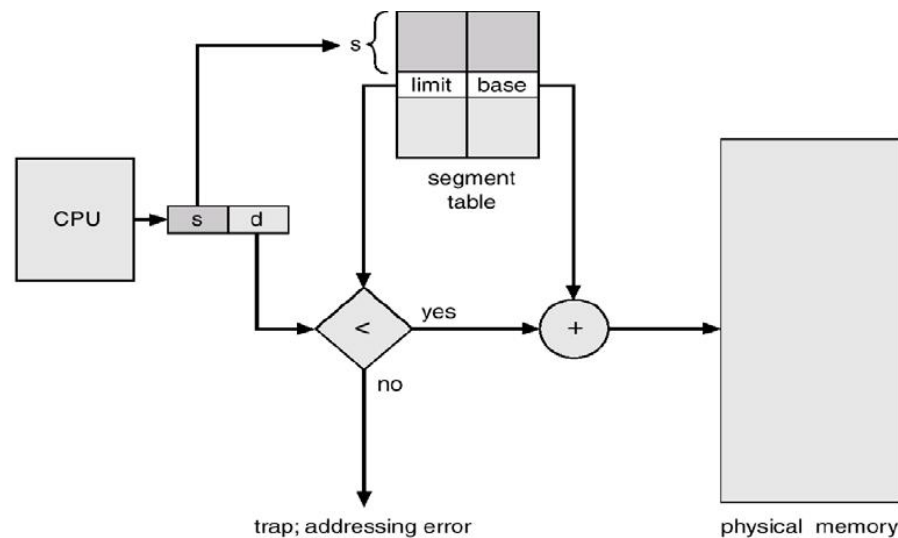 s
limit base
segment
table
CPU
s d
<
yes
+
no
trap; addressing error
physical memory